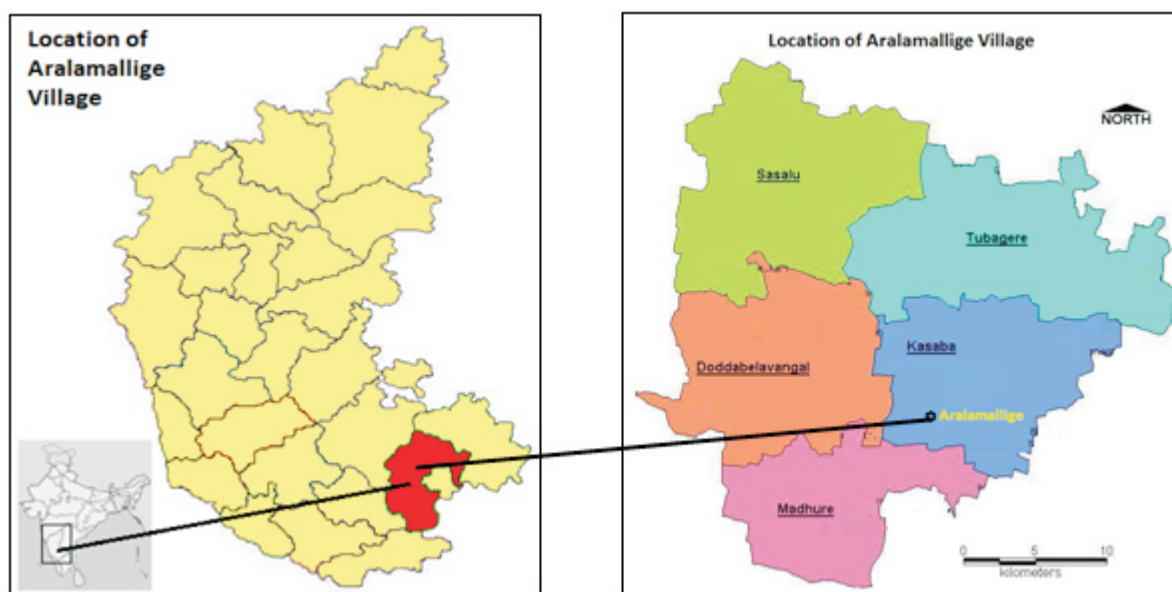 Location of
Aralamallige
Village
Location of Aralamallige Village
NORTH
Sasalu
Tubagere
Kasaba
Doddabelavangal
Aralamallige
Madhure
0 5 10
kilometers